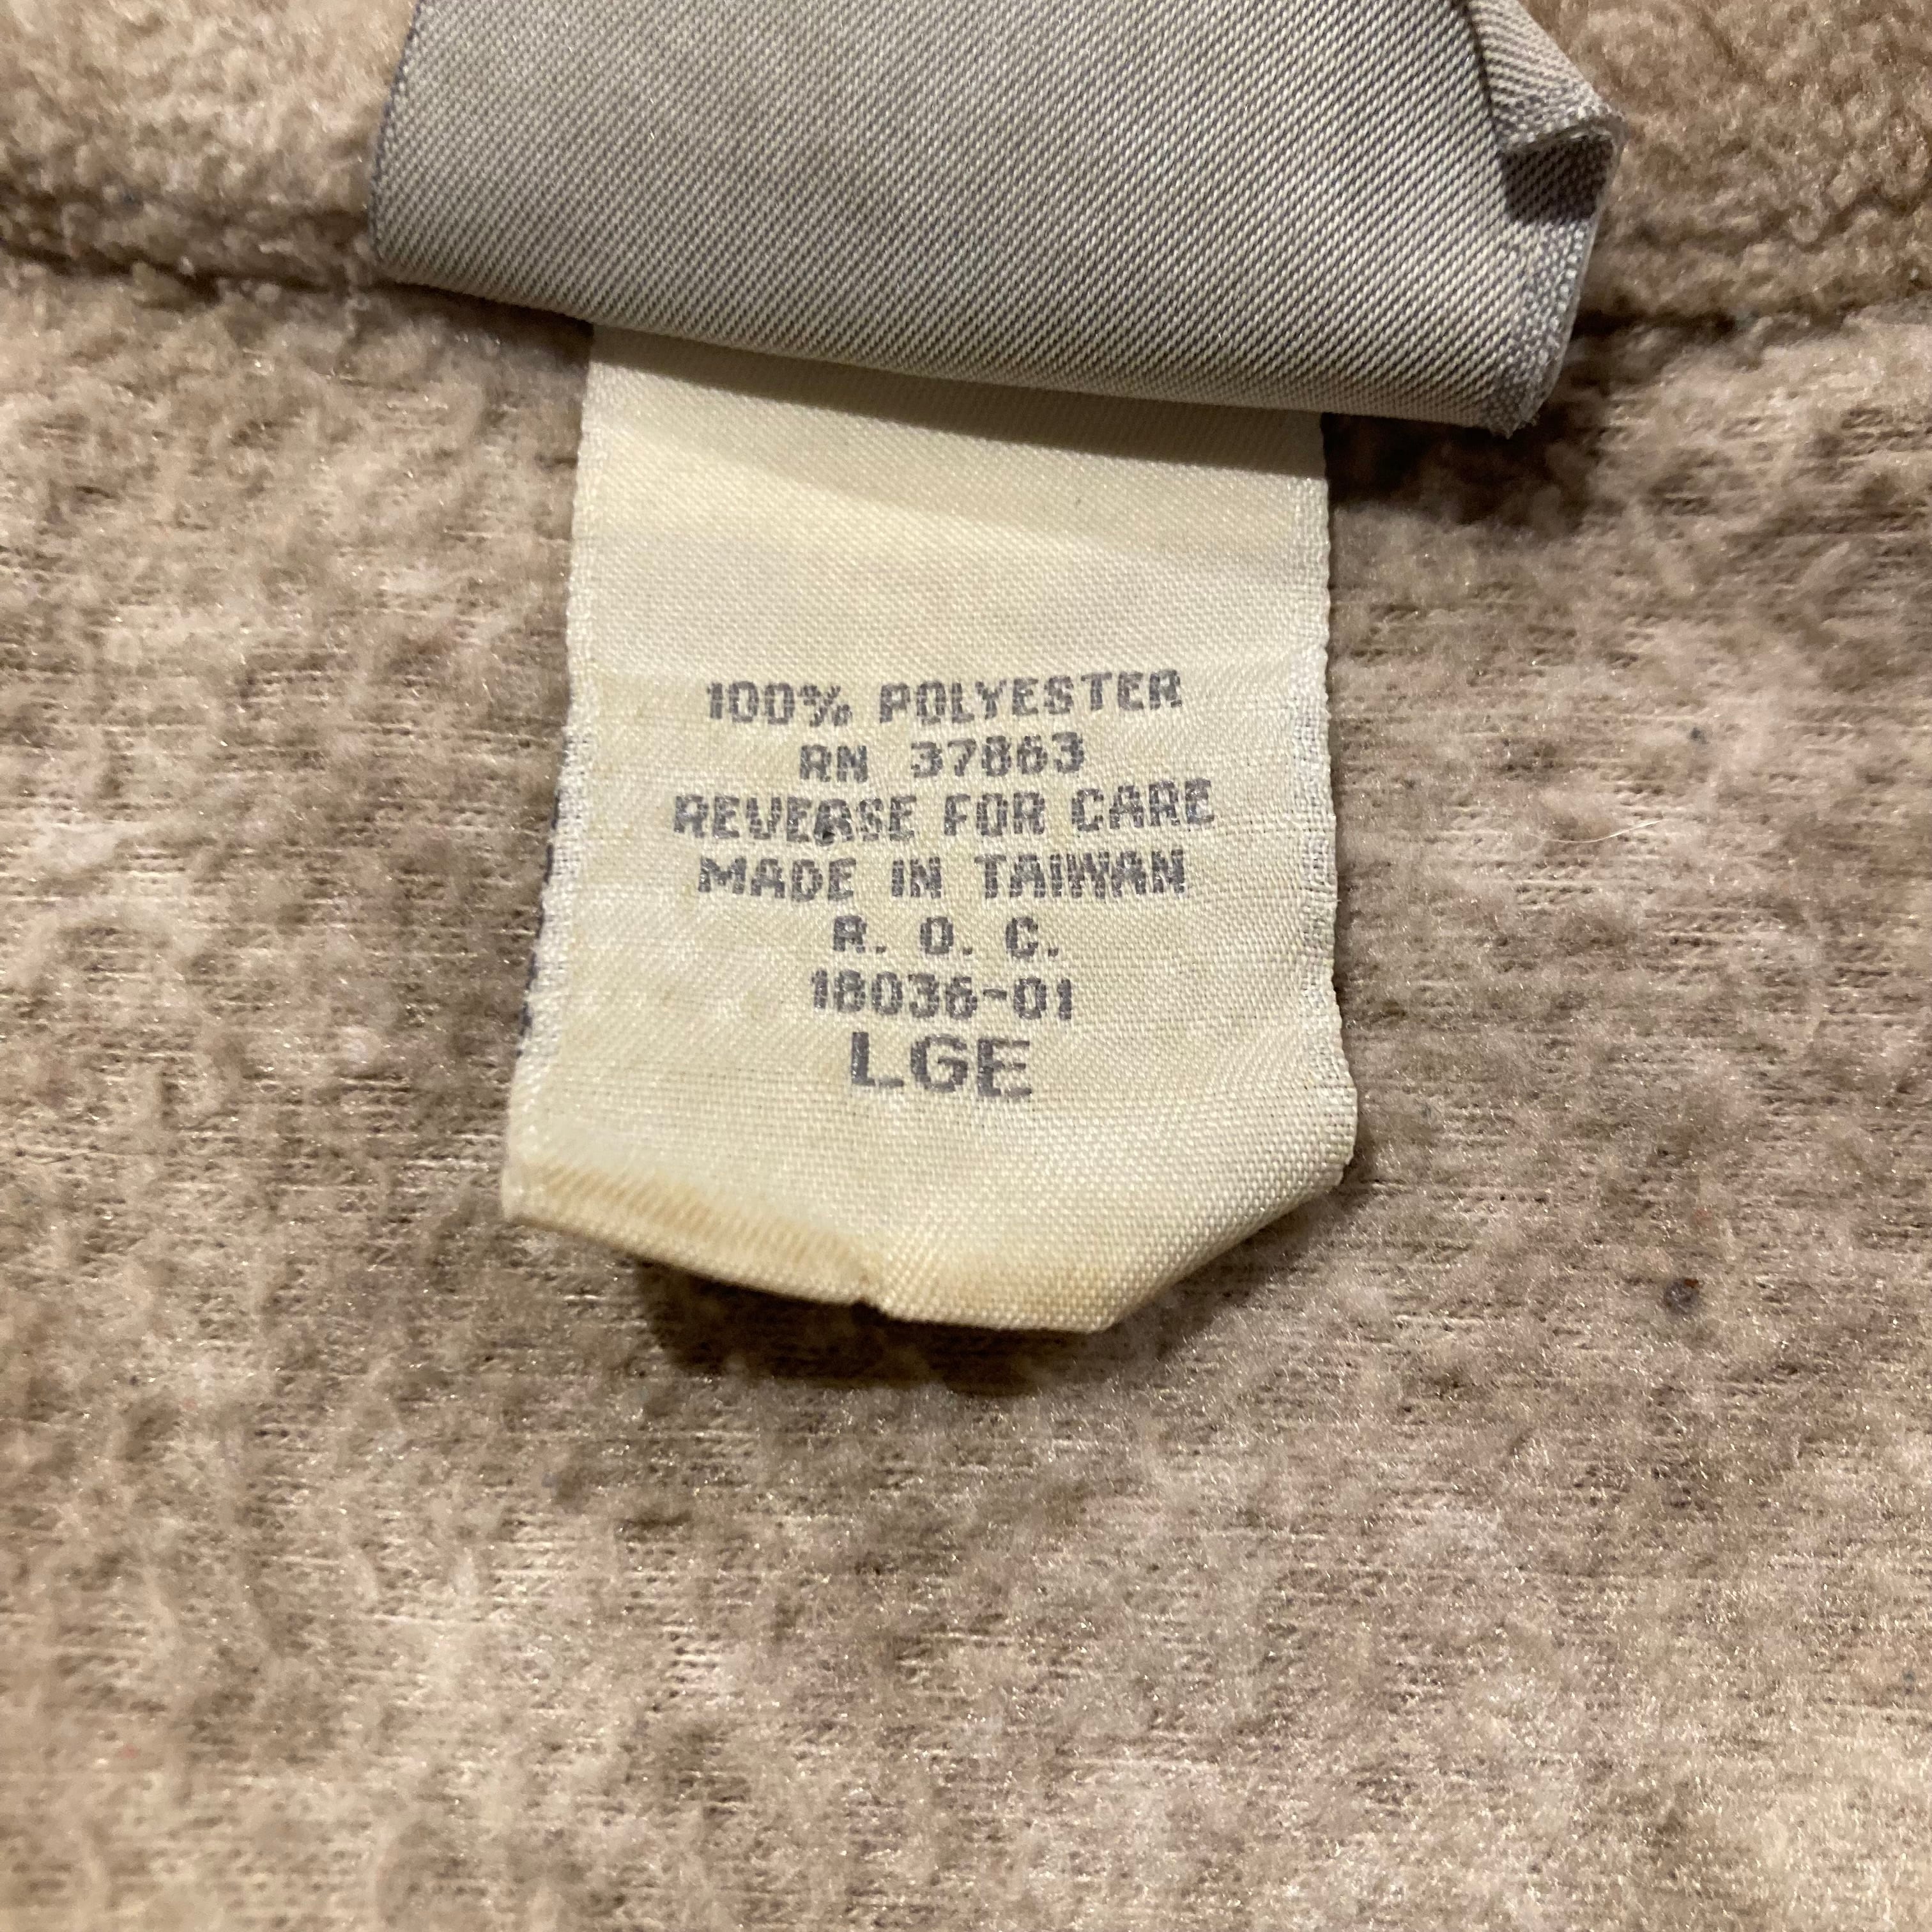 100% POLYESTER
RN 37863
REVERSE FOR CARE
MADE IN TAIWAN
R. O. C.
18036-01
LGE